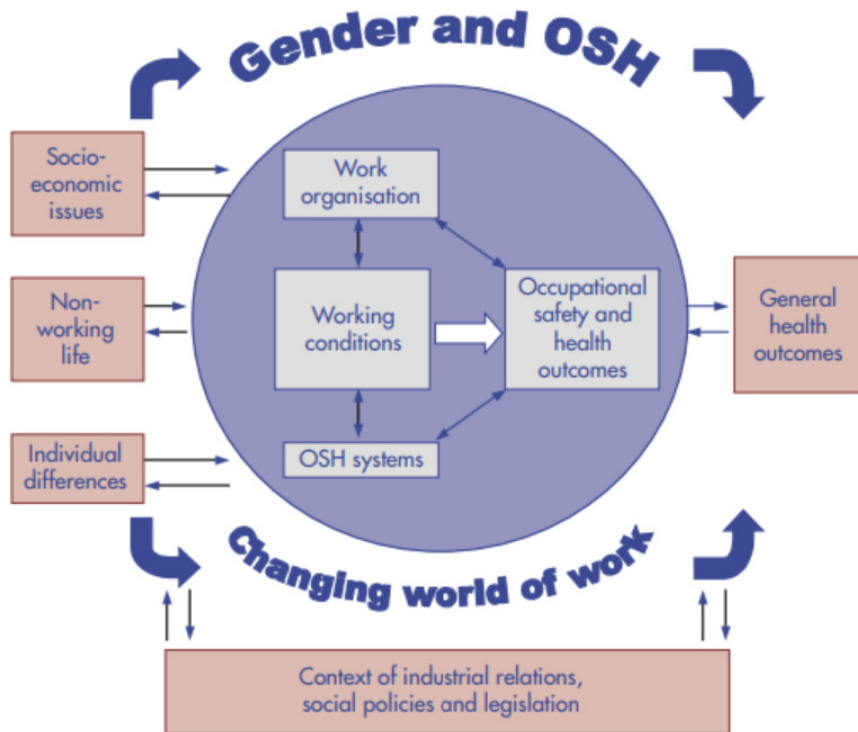 Gender and OSH
Socio-
economic
issues
Work
organisation
Non-
working
life
Working
conditions
Occupational
safety and
health
outcomes
General
health
outcomes
Individual
differences
OSH systems
Changing world of work
Context of industrial relations,
social policies and legislation